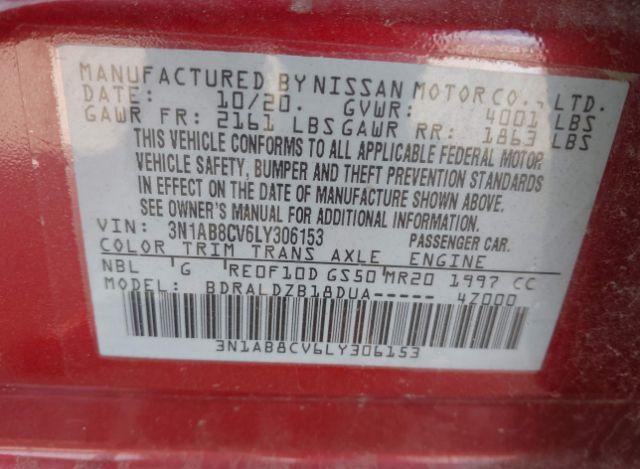 MANUFACTURED BY NISSAN MOTOR CO., LTD.
DATE: 10/20. GVWR: 4001 LBS
GAWR FR: 2161 LBS GAWR RR: 1863 LBS
THIS VEHICLE CONFORMS TO ALL APPLICABLE FEDERAL MOTOR
VEHICLE SAFETY, BUMPER AND THEFT PREVENTION STANDARDS
IN EFFECT ON THE DATE OF MANUFACTURE SHOWN ABOVE.
SEE OWNER'S MANUAL FOR ADDITIONAL INFORMATION.
VIN: 3N1AB8CV6LY306153 PASSENGER CAR.
COLOR TRIM TRANS AXLE ENGINE
NBL G RE0F10D GS50 MR20 1997 CC
MODEL: BDRALDZB18DUA----- 4Z000
3N1AB8CV6LY306153